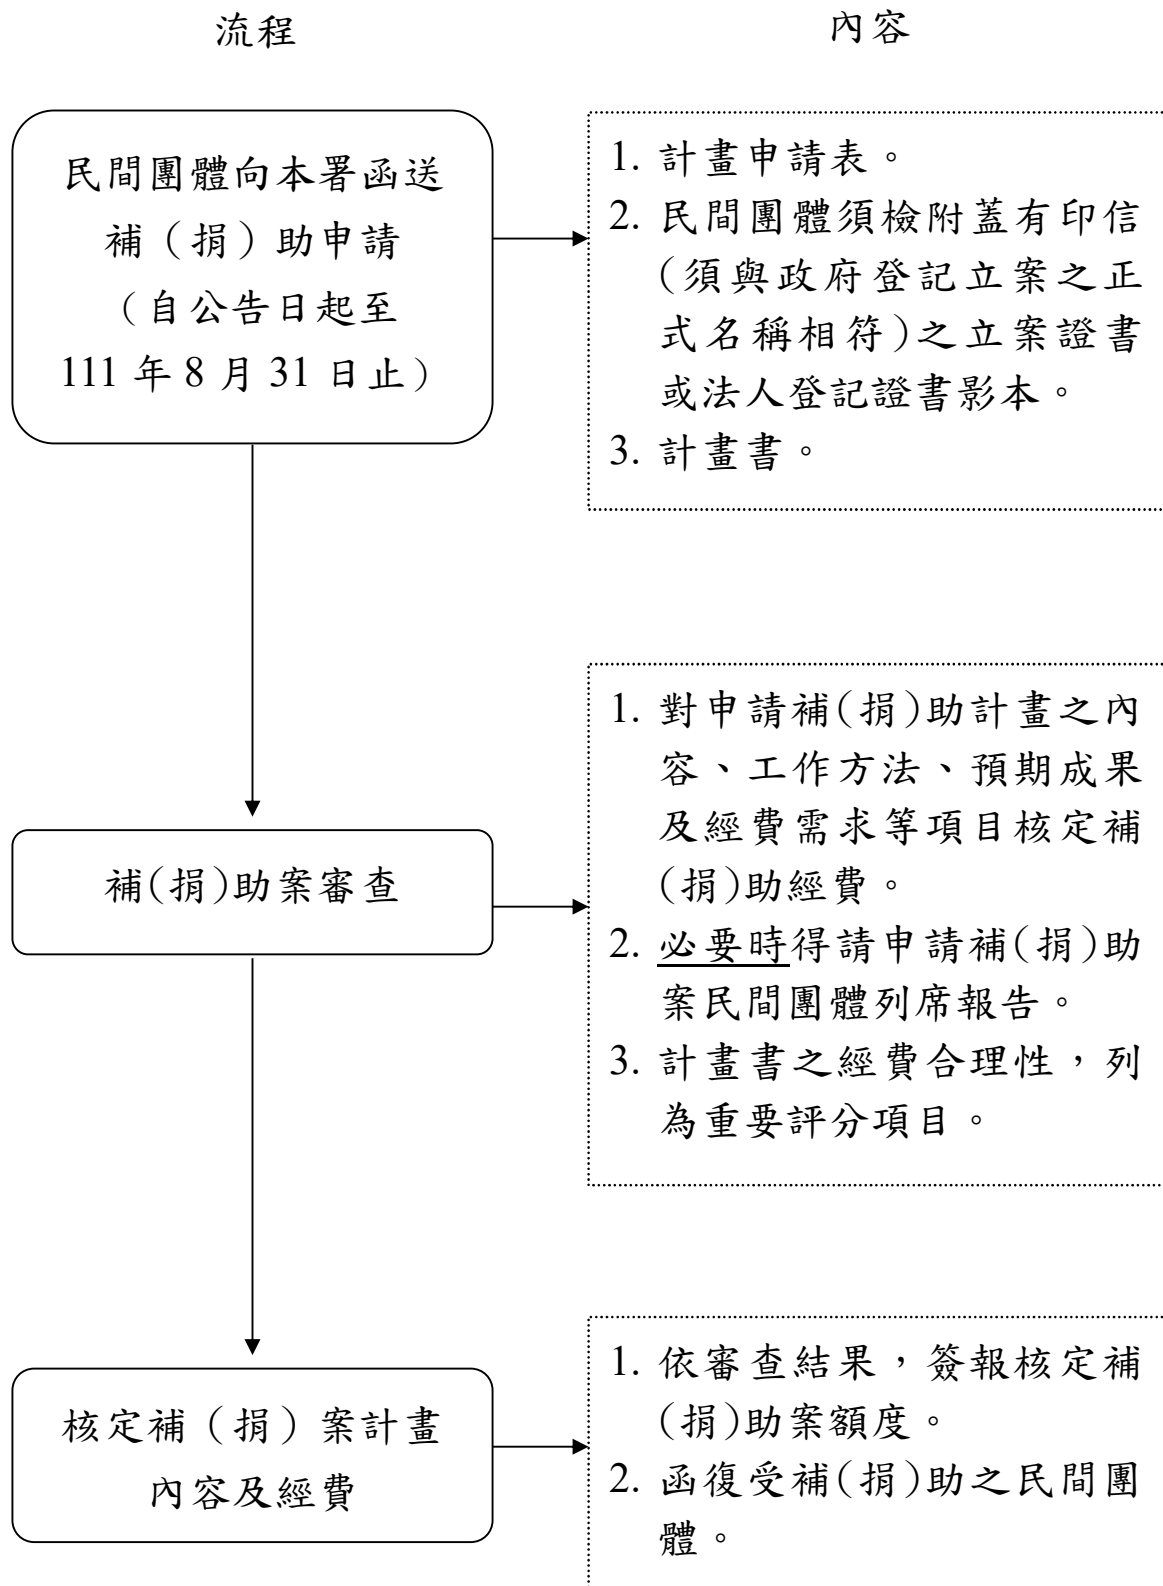 流程
內容
民間團體向本署函送
補（捐）助申請
（自公告日起至
111 年 8 月 31 日止）
1. 計畫申請表。
2. 民間團體須檢附蓋有印信
(須與政府登記立案之正
式名稱相符)之立案證書
或法人登記證書影本。
3. 計畫書。
補(捐)助案審查
1. 對申請補(捐)助計畫之內
容、工作方法、預期成果
及經費需求等項目核定補
(捐)助經費。
2. 必要時得請申請補(捐)助
案民間團體列席報告。
3. 計畫書之經費合理性，列
為重要評分項目。
核定補（捐）案計畫
內容及經費
1. 依審查結果，簽報核定補
(捐)助案額度。
2. 函復受補(捐)助之民間團
體。